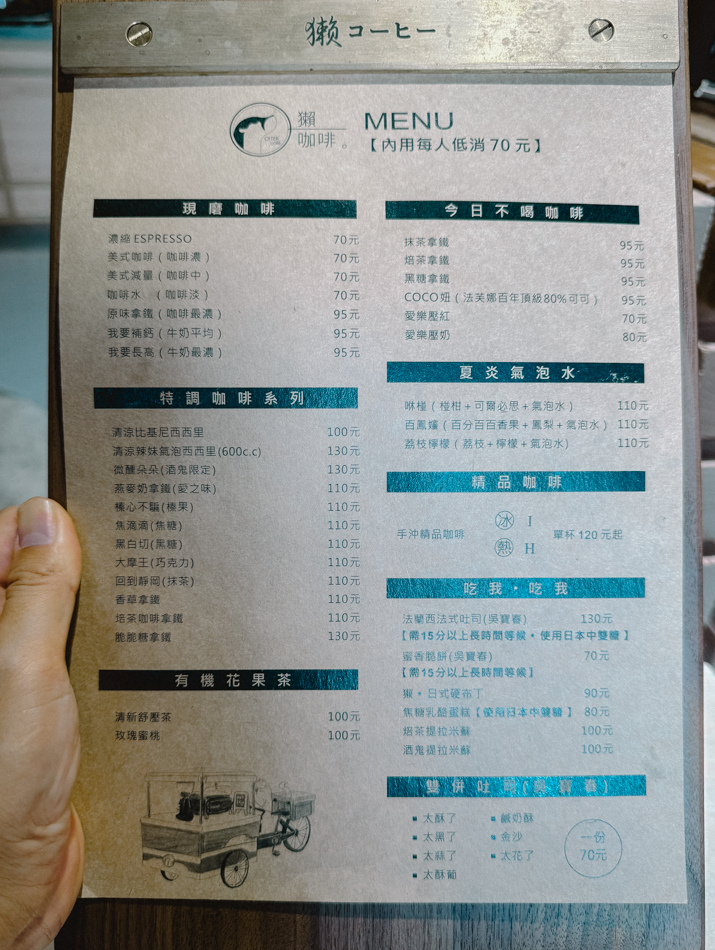 獺コーヒー
獺
咖啡。
MENU
【內用每人低消70元】
現磨咖啡
濃縮 ESPRESSO 70元
美式咖啡（咖啡濃） 70元
美式減量（咖啡中） 70元
咖啡水 （咖啡淡） 70元
原味拿鐵（咖啡最濃） 95元
我要補鈣（牛奶平均） 95元
我要長高（牛奶最濃） 95元
特調咖啡系列
清涼比基尼西西里 100元
清涼辣妹氣泡西西里(600c.c) 130元
微醺朵朵(酒鬼限定) 130元
燕麥奶拿鐵(愛之味) 110元
榛心不騙(榛果) 110元
焦滴滴(焦糖) 110元
黑白切(黑糖) 110元
大摩王(巧克力) 110元
回到靜岡(抹茶) 110元
香草拿鐵 110元
焙茶咖啡拿鐵 110元
脆脆糖拿鐵 130元
有機花果茶
清新舒壓茶 100元
玫瑰蜜桃 100元
今日不喝咖啡
抹茶拿鐵 95元
焙茶拿鐵 95元
黑糖拿鐵 95元
COCO妞（法芙娜百年頂級80%可可） 95元
愛樂壓紅 70元
愛樂壓奶 80元
夏炎氣泡水
咻椪（椪柑+可爾必思+氣泡水） 110元
百鳳嬗（百分百百香果+鳳梨+氣泡水） 110元
荔枝檸檬（荔枝+檸檬+氣泡水） 110元
精品咖啡
手沖精品咖啡 冰 I 單杯120元起
熱 H
吃我，吃我
法蘭西法式吐司(吳寶春) 130元
【需15分以上長時間等候，使用日本中雙糖】
蜜香脆餅(吳寶春) 70元
【需15分以上長時間等候】
獺。日式硬布丁 90元
焦糖乳酪蛋糕【使用日本中雙糖】 80元
焙茶提拉米蘇 100元
酒鬼提拉米蘇 100元
雙併吐司(吳寶春)
太酥了 鹹奶酥
太黑了 金沙
太蒜了 太花了
太酥葡
一份
70元